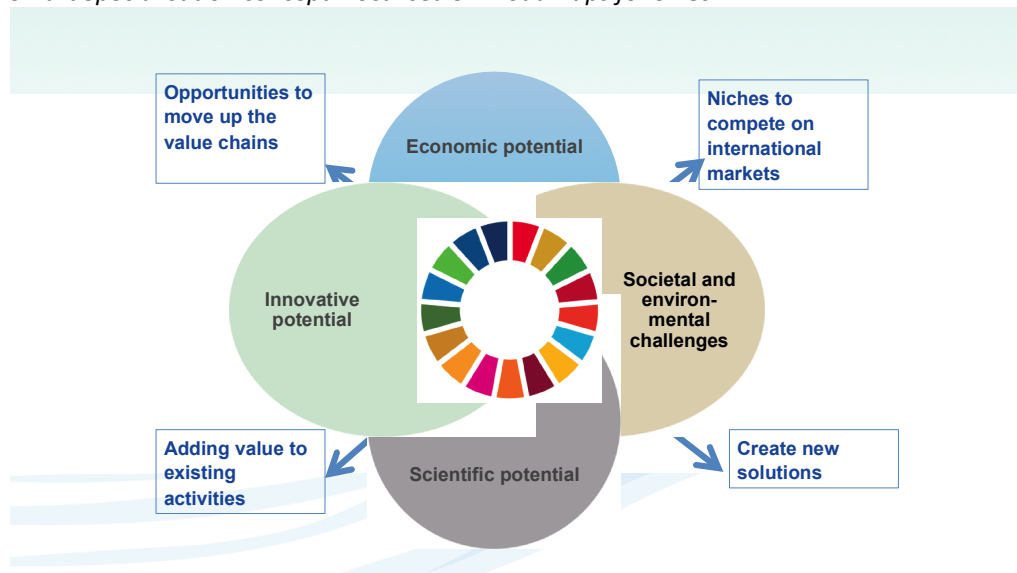 Opportunities to
move up the
value chains
Niches to
compete on
international
markets
Economic potential
Innovative
potential
Societal and
environ-
mental
challenges
Adding value to
existing
activities
Scientific potential
Create new
solutions